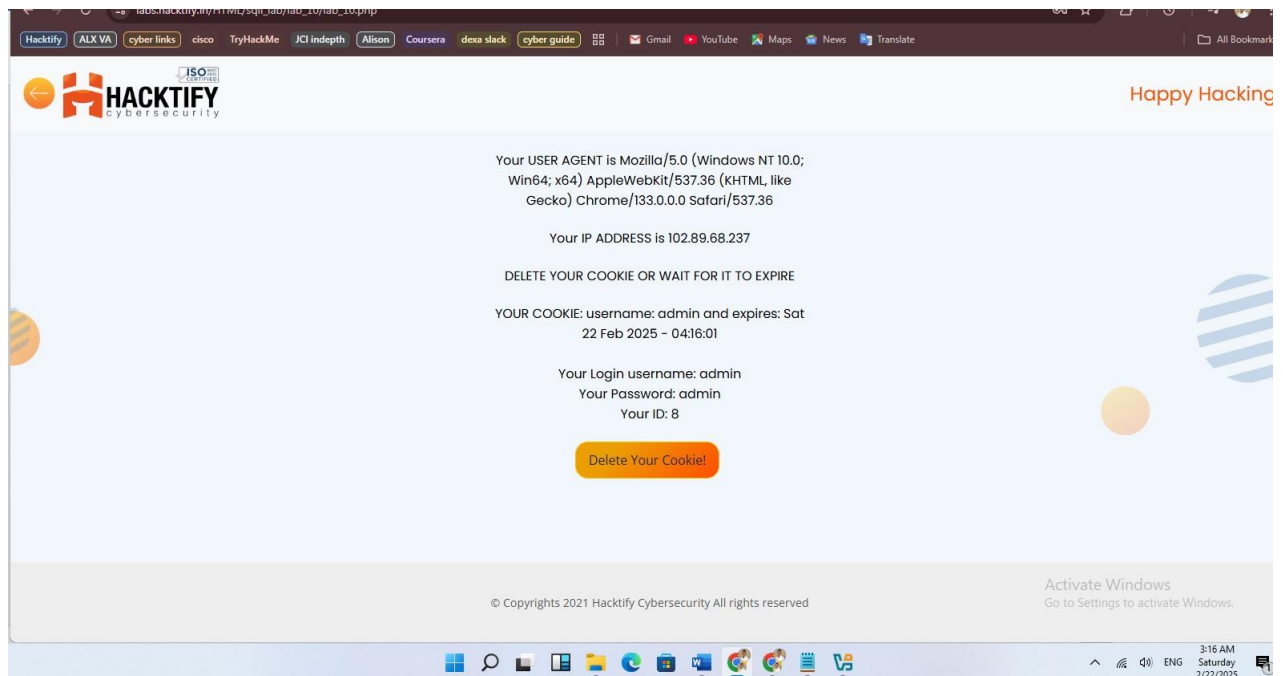 labs.hacktify.in/HTML/sqli_lab/lab_10/lab_10.php
Hacktify ALX VA cyber links cisco TryHackMe JCI indepth Alison Coursera dexa slack cyber guide Gmail YouTube Maps News Translate All Bookmark
ISO
CERTIFIED
HACKTIFY
cybersecurity
Happy Hacking
Your USER AGENT is Mozilla/5.0 (Windows NT 10.0;
Win64; x64) AppleWebKit/537.36 (KHTML, like
Gecko) Chrome/133.0.0.0 Safari/537.36
Your IP ADDRESS is 102.89.68.237
DELETE YOUR COOKIE OR WAIT FOR IT TO EXPIRE
YOUR COOKIE: username: admin and expires: Sat
22 Feb 2025 - 04:16:01
Your Login username: admin
Your Password: admin
Your ID: 8
Delete Your Cookie!
Activate Windows
Go to Settings to activate Windows.
© Copyrights 2021 Hacktify Cybersecurity All rights reserved
3:16 AM
ENG Saturday
2/22/2025